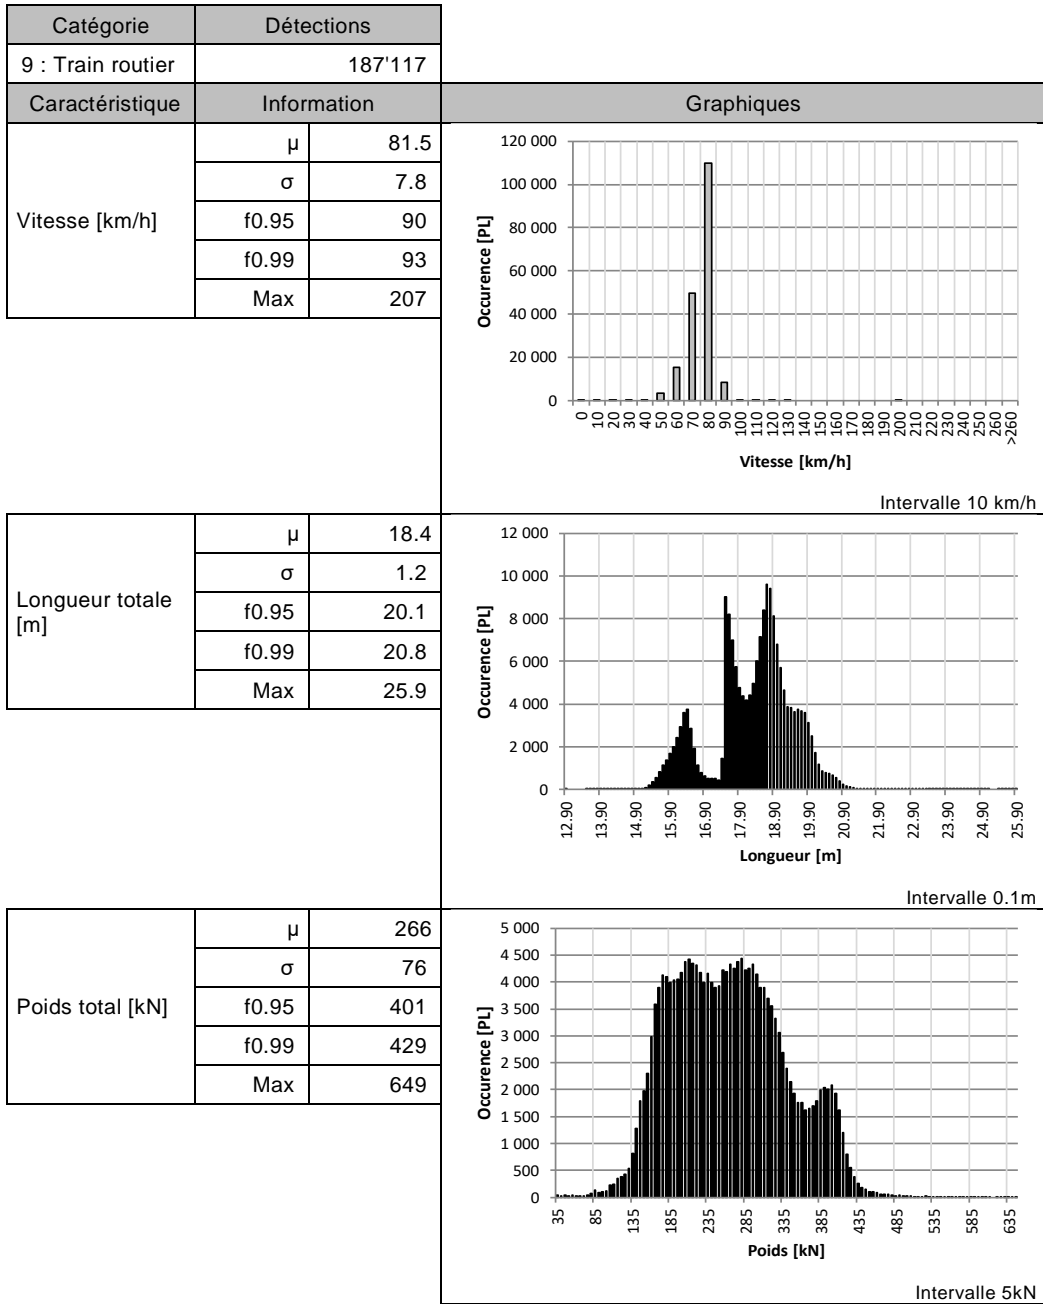 Catégorie Détections
9 : Train routier 187'117
Caractéristique Information Graphiques
Vitesse [km/h]
µ 81.5
σ 7.8
f0.95 90
f0.99 93
Max 207
120 000
100 000
80 000
60 000
40 000
20 000
0
Occurence [PL]
0 10 20 30 40 50 60 70 80 90 100 110 120 130 140 150 160 170 180 190 200 210 220 230 240 250 260 >260
Vitesse [km/h]
Intervalle 10 km/h
Longueur totale
[m]
µ 18.4
σ 1.2
f0.95 20.1
f0.99 20.8
Max 25.9
12 000
10 000
8 000
6 000
4 000
2 000
0
Occurence [PL]
12.90 13.90 14.90 15.90 16.90 17.90 18.90 19.90 20.90 21.90 22.90 23.90 24.90 25.90
Longueur [m]
Intervalle 0.1m
Poids total [kN]
µ 266
σ 76
f0.95 401
f0.99 429
Max 649
5 000
4 500
4 000
3 500
3 000
2 500
2 000
1 500
1 000
500
0
Occurence [PL]
35 85 135 185 235 285 335 385 435 485 535 585 635
Poids [kN]
Intervalle 5kN